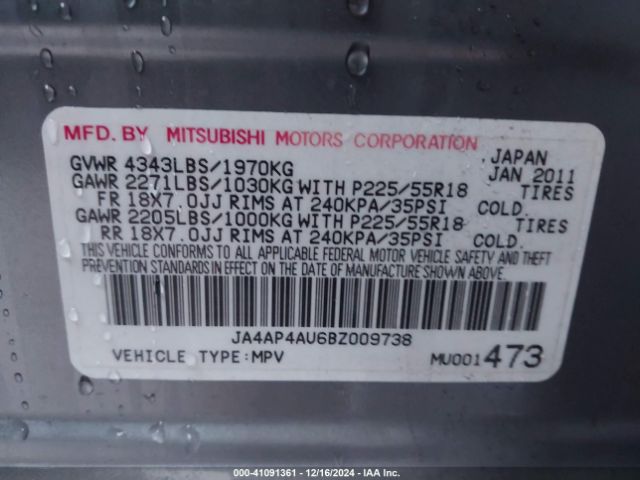 MFD. BY MITSUBISHI MOTORS CORPORATION
GVWR 4343LBS/1970KG JAPAN JAN 2011
GAWR 2271LBS/1030KG WITH P225/55R18 TIRES
FR 18X7.0JJ RIMS AT 240KPA/35PSI COLD.
GAWR 2205LBS/1000KG WITH P225/55R18 TIRES
RR 18X7.0JJ RIMS AT 240KPA/35PSI COLD.
THIS VEHICLE CONFORMS TO ALL APPLICABLE FEDERAL MOTOR VEHICLE SAFETY AND THEFT
PREVENTION STANDARDS IN EFFECT ON THE DATE OF MANUFACTURE SHOWN ABOVE.
JA4AP4AU6BZ009738
VEHICLE TYPE:MPV MU001473
000-41091361 - 12/16/2024 - IAA Inc.